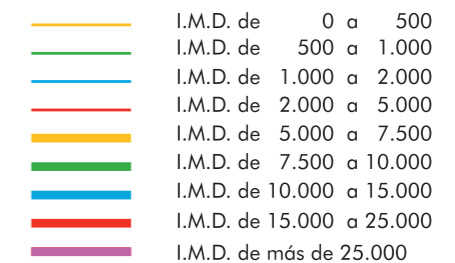 I.M.D. de 0 a 500
I.M.D. de 500 a 1.000
I.M.D. de 1.000 a 2.000
I.M.D. de 2.000 a 5.000
I.M.D. de 5.000 a 7.500
I.M.D. de 7.500 a 10.000
I.M.D. de 10.000 a 15.000
I.M.D. de 15.000 a 25.000
I.M.D. de más de 25.000